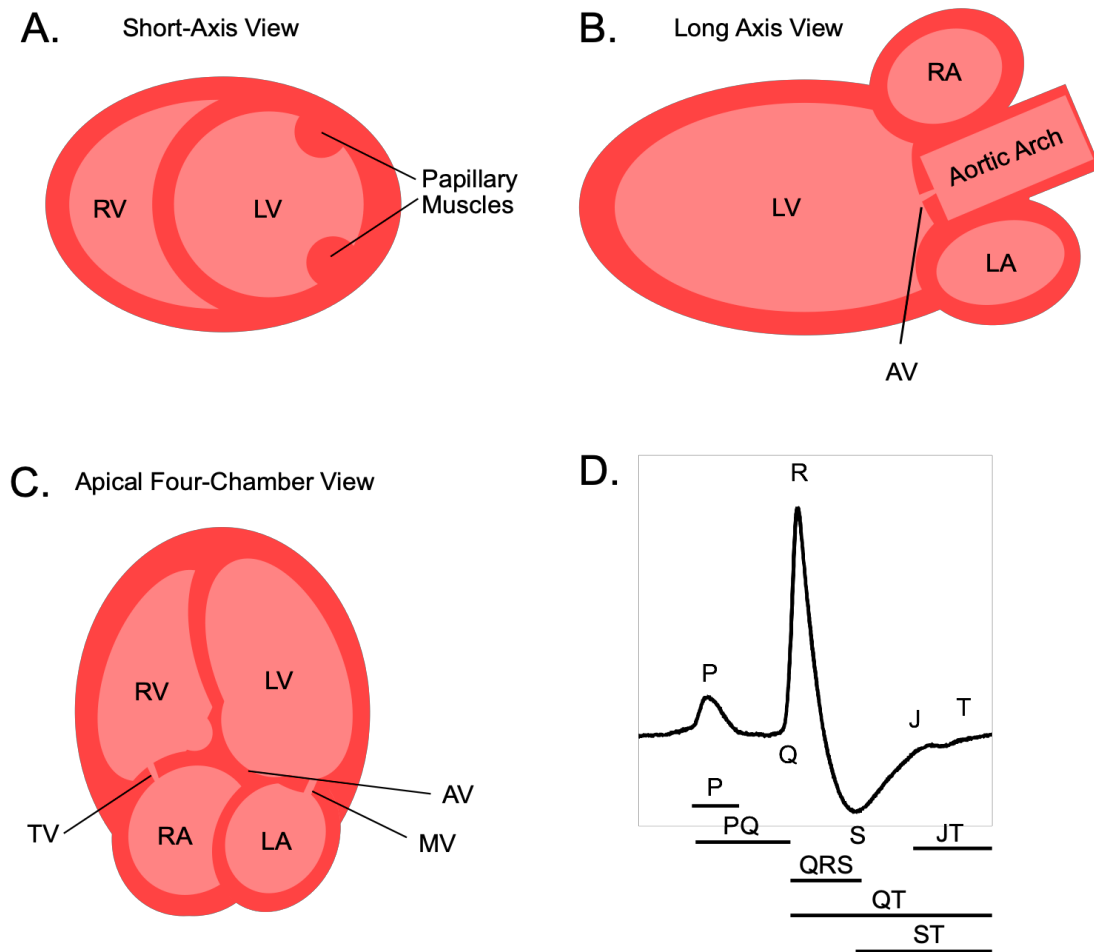 A.
Short-Axis View
RV
LV
Papillary
Muscles
B.
Long Axis View
RA
Aortic Arch
LV
LA
AV
C.
Apical Four-Chamber View
RV
LV
TV
RA
LA
AV
MV
D.
R
P
J
T
Q
S
P
PQ
JT
QRS
QT
ST